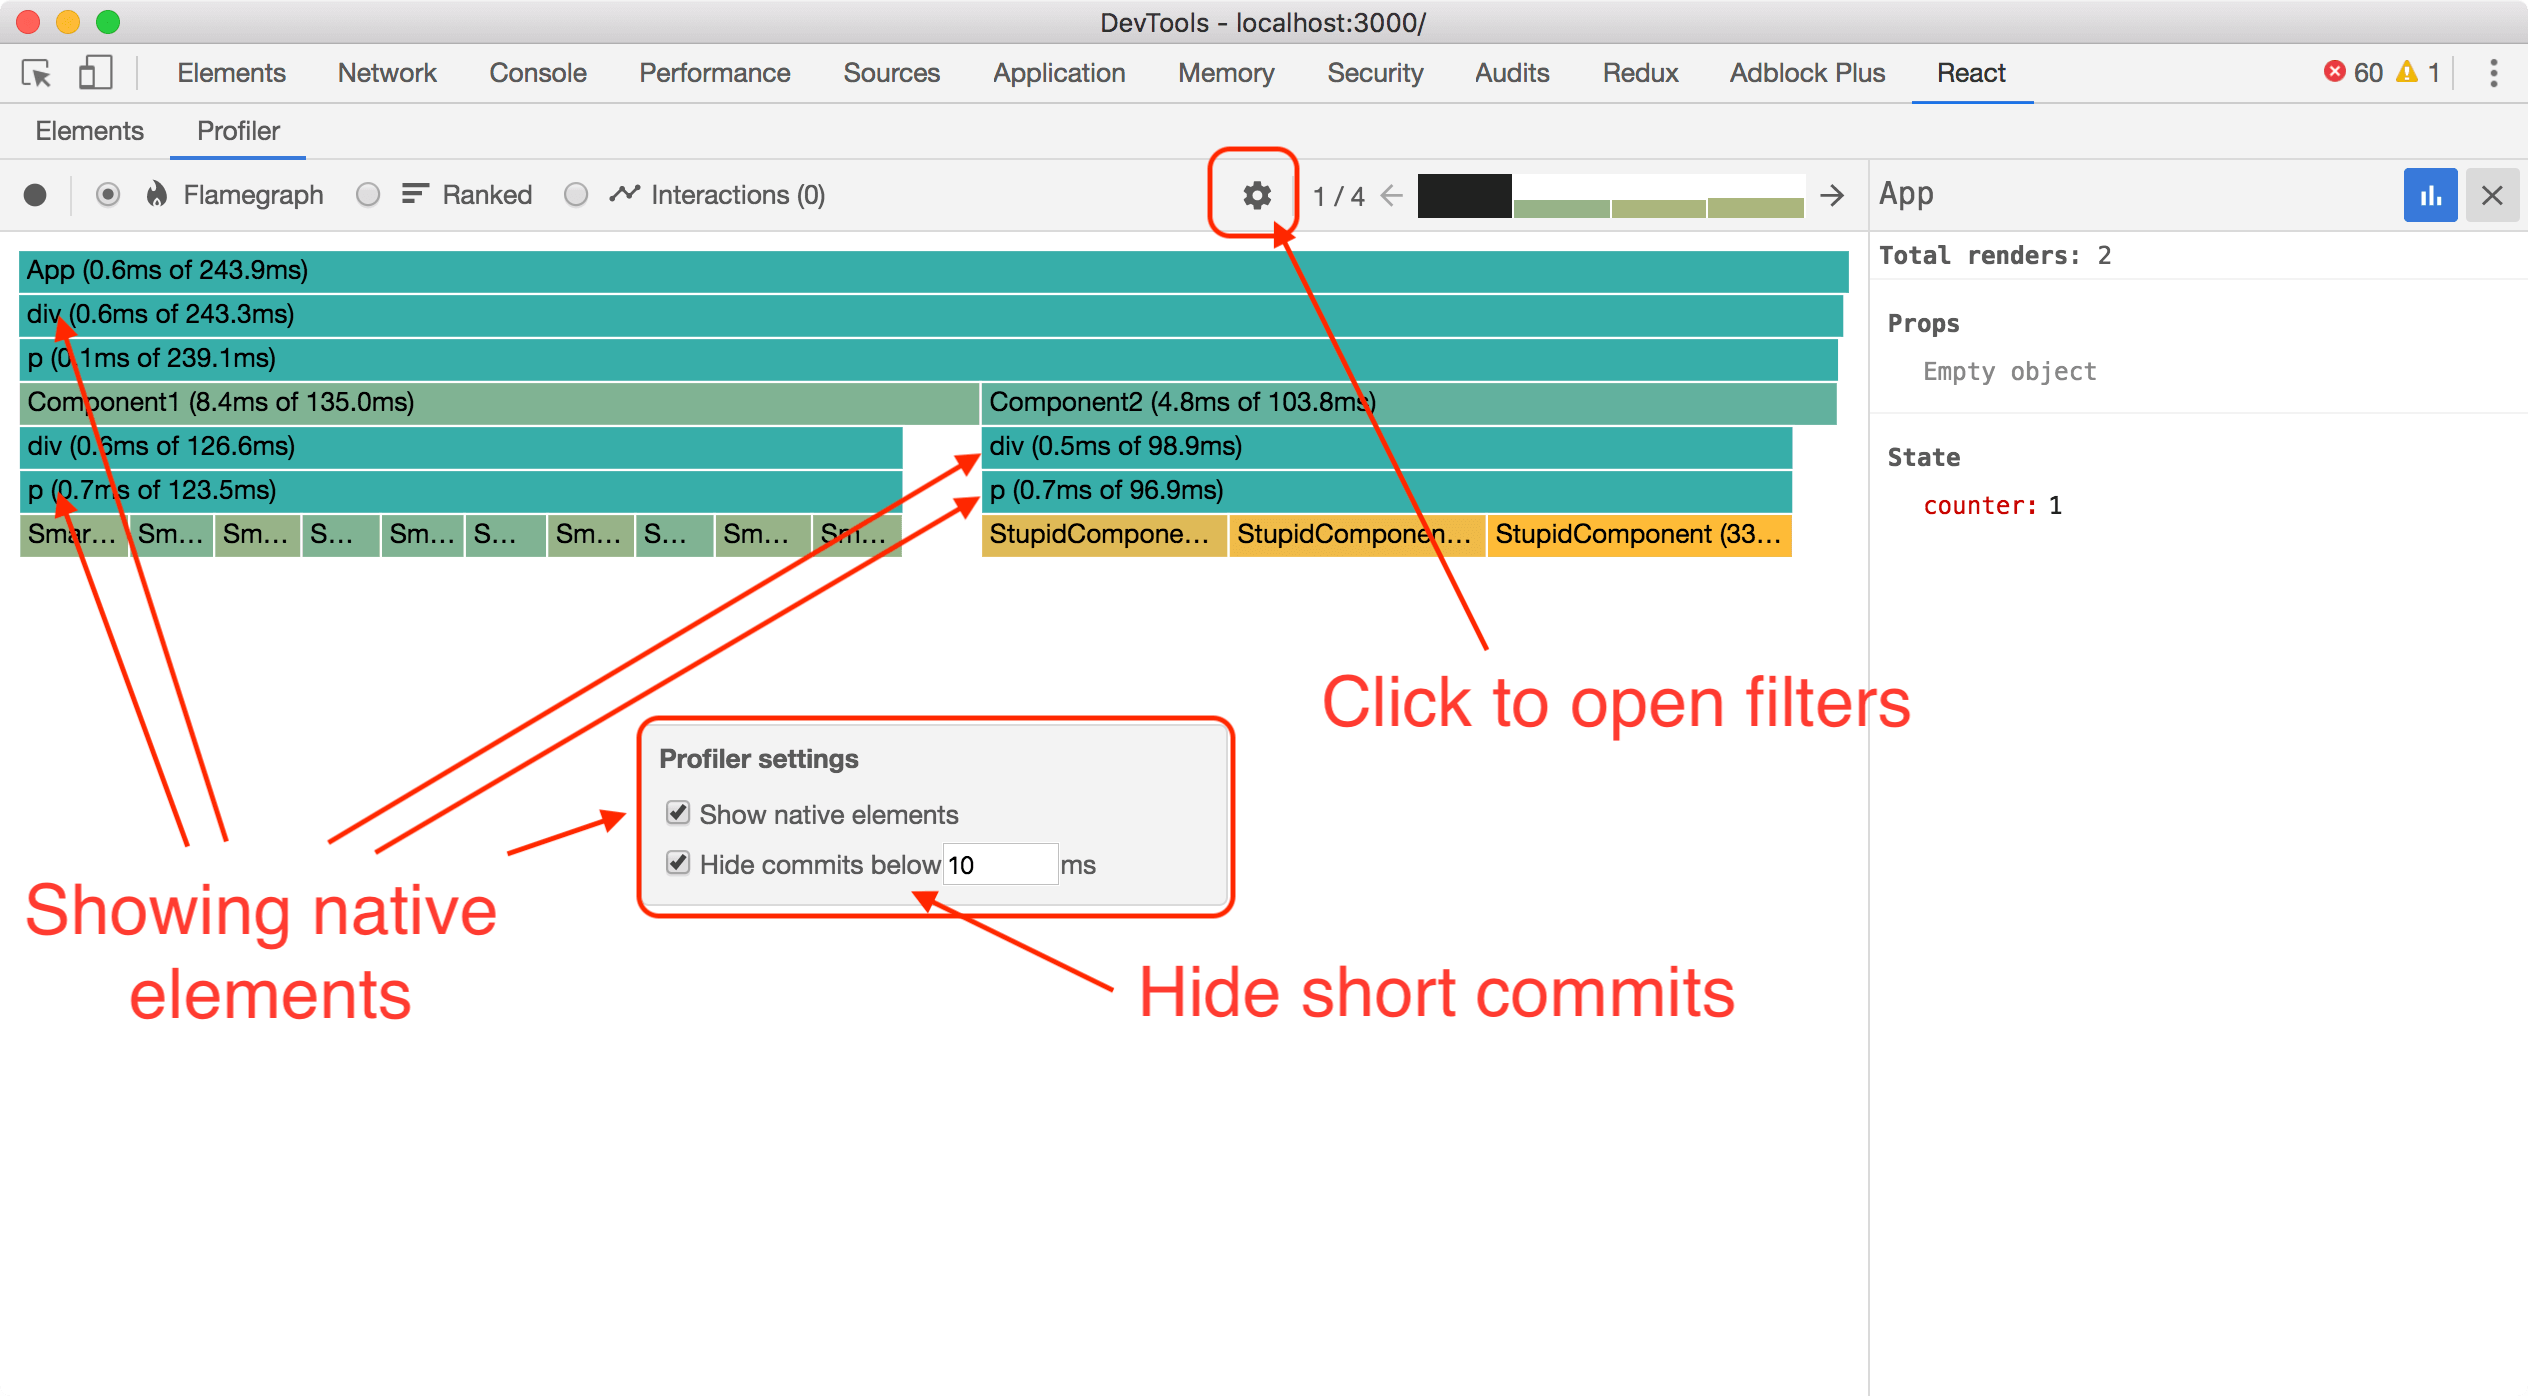 DevTools - localhost:3000/
Elements Network Console Performance Sources Application Memory Security Audits Redux Adblock Plus React 60 1
Elements Profiler
Flamegraph Ranked Interactions (0) 1 / 4 App
Total renders: 2
App (0.6ms of 243.9ms)
div (0.6ms of 243.3ms)
p (0.1ms of 239.1ms)
Component1 (8.4ms of 135.0ms) Component2 (4.8ms of 103.8ms)
div (0.6ms of 126.6ms) div (0.5ms of 98.9ms)
p (0.7ms of 123.5ms) p (0.7ms of 96.9ms)
Smar... Sm... Sm... S... Sm... S... Sm... S... Sm... Sm... StupidCompone... StupidComponen... StupidComponent (33...
Props
Empty object
State
counter: 1
Click to open filters
Profiler settings
Show native elements
Hide commits below 10 ms
Showing native
elements
Hide short commits